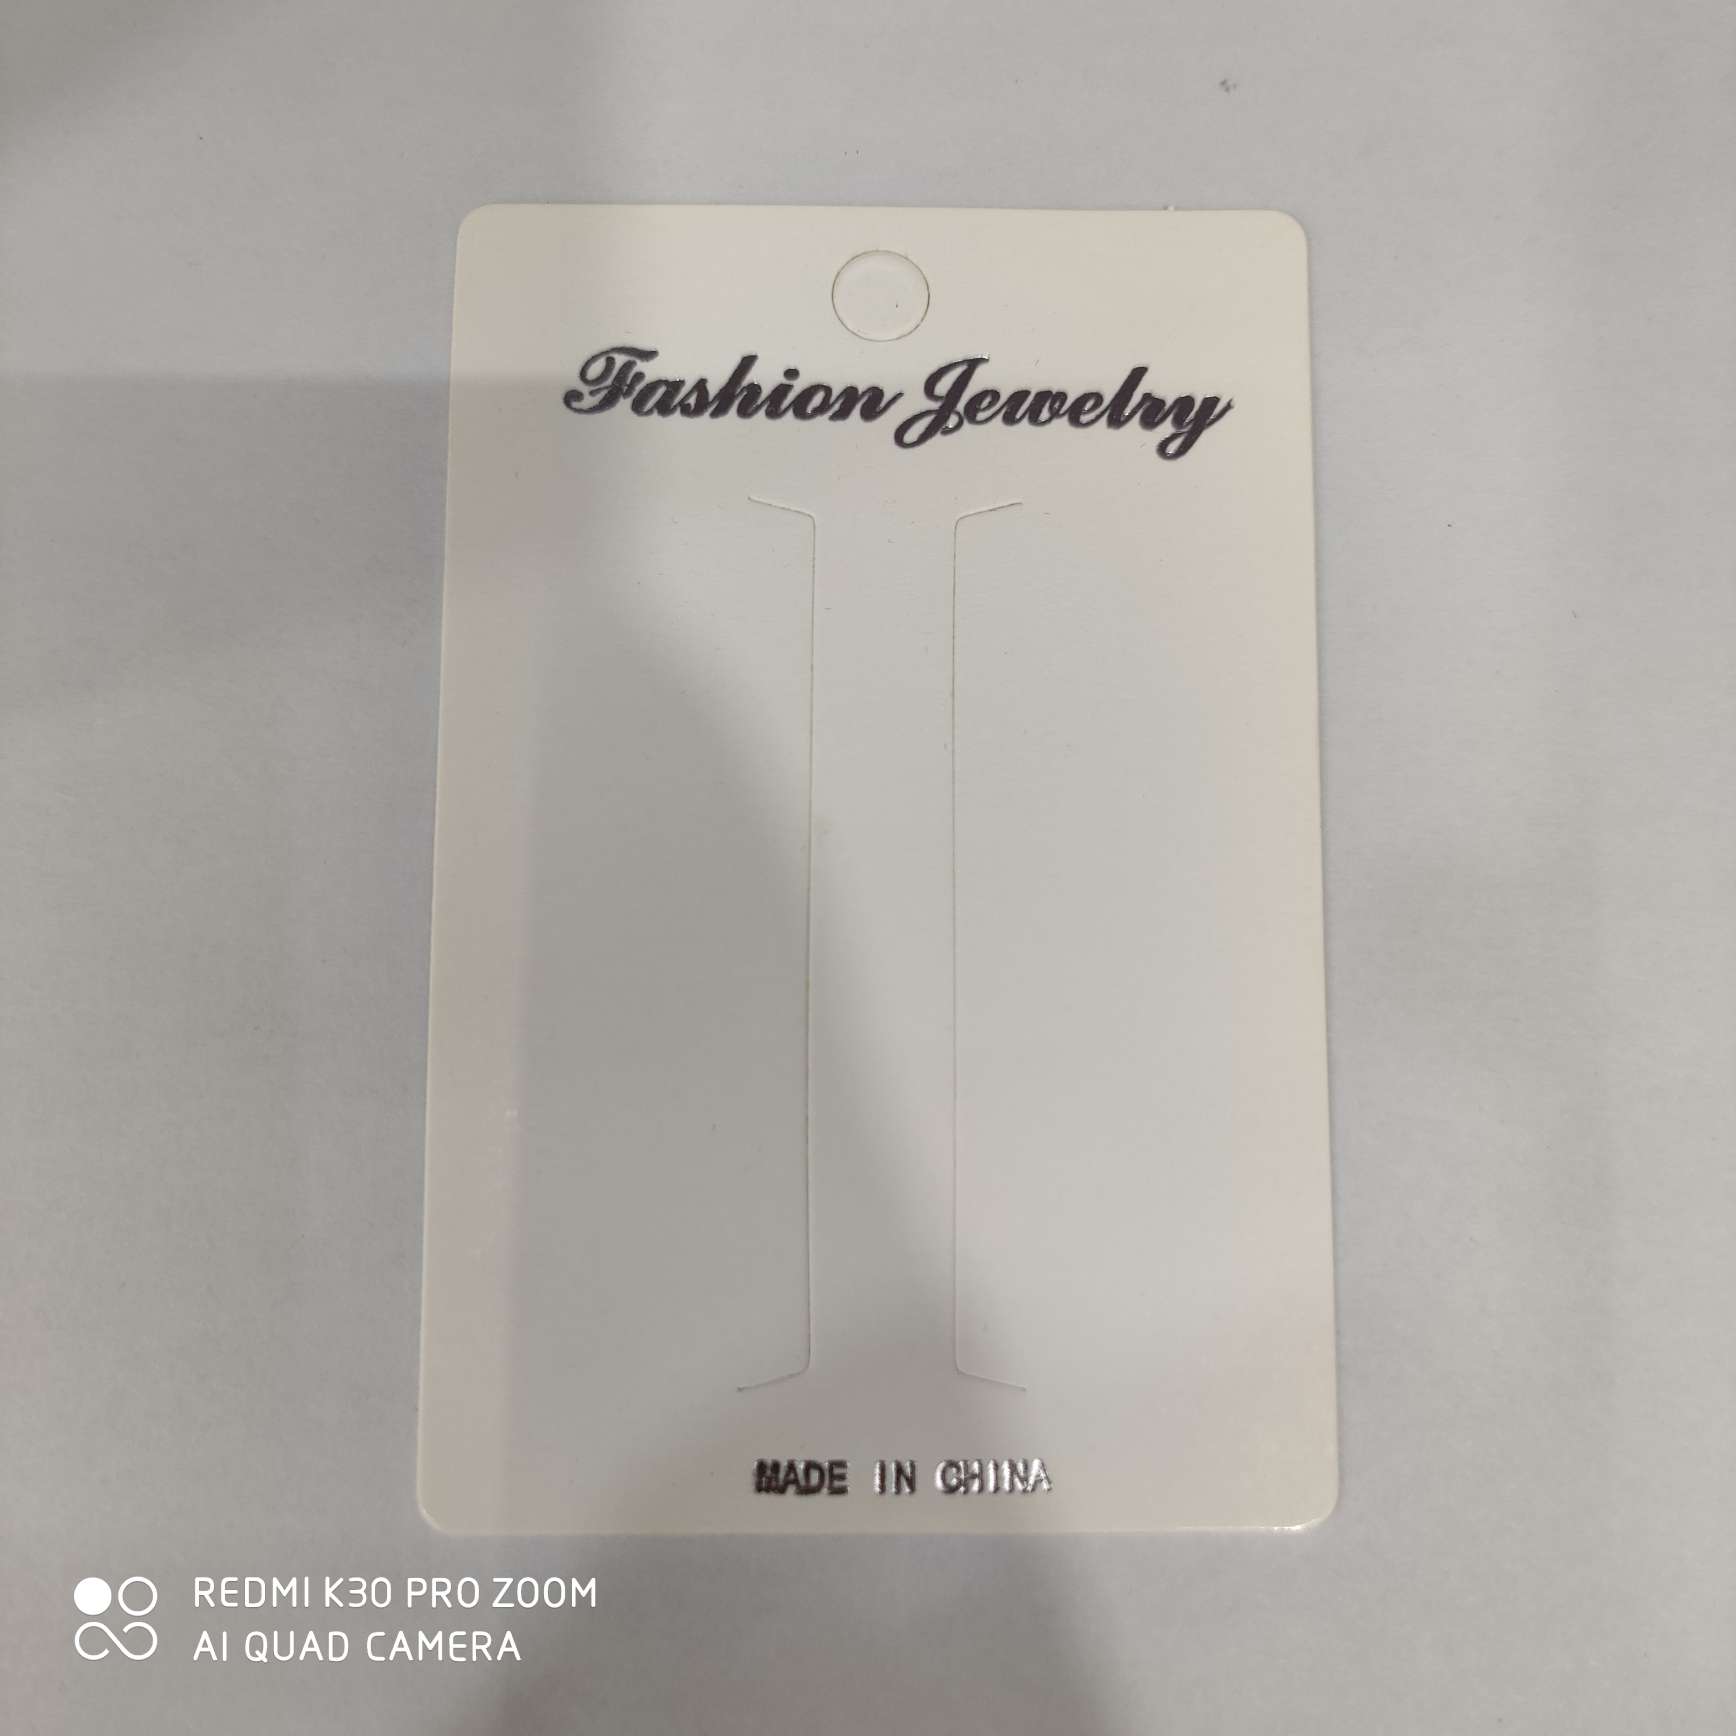 Fashion Jewelry
MADE IN CHINA
REDMI K30 PRO ZOOM
AI QUAD CAMERA